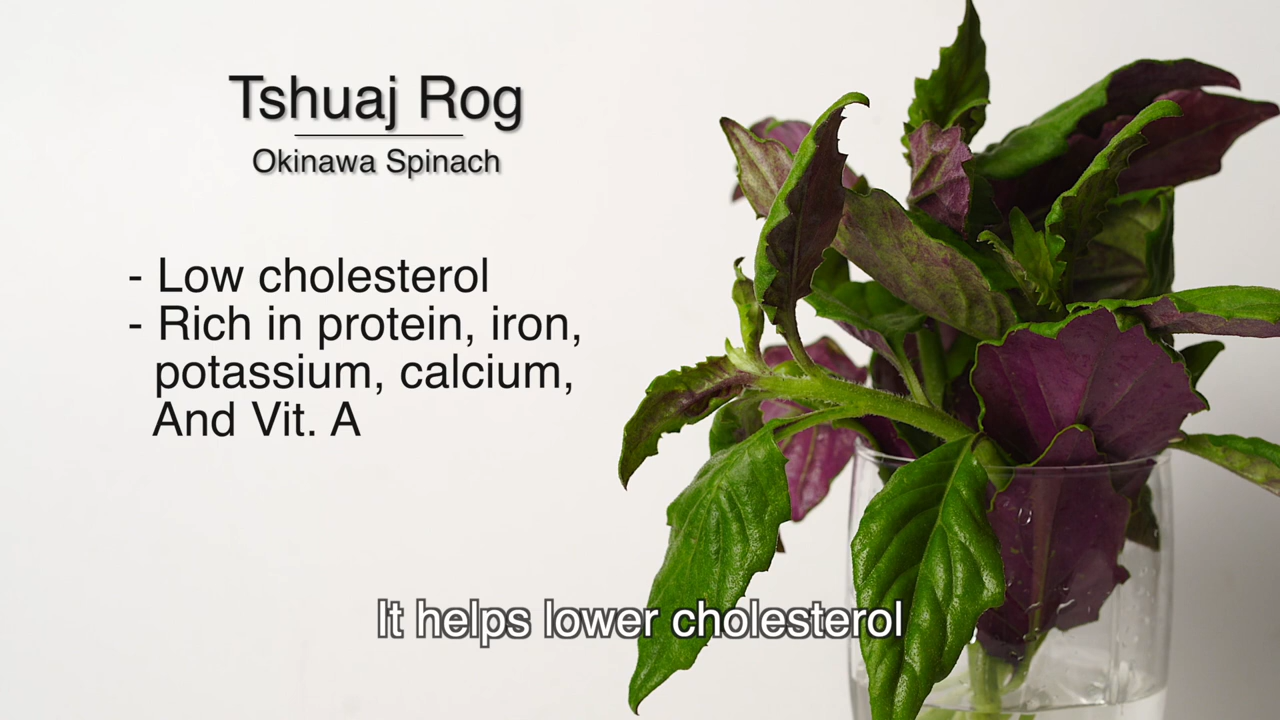 Tshuaj Rog
Okinawa Spinach
- Low cholesterol
- Rich in protein, iron,
potassium, calcium,
And Vit. A
It helps lower cholesterol